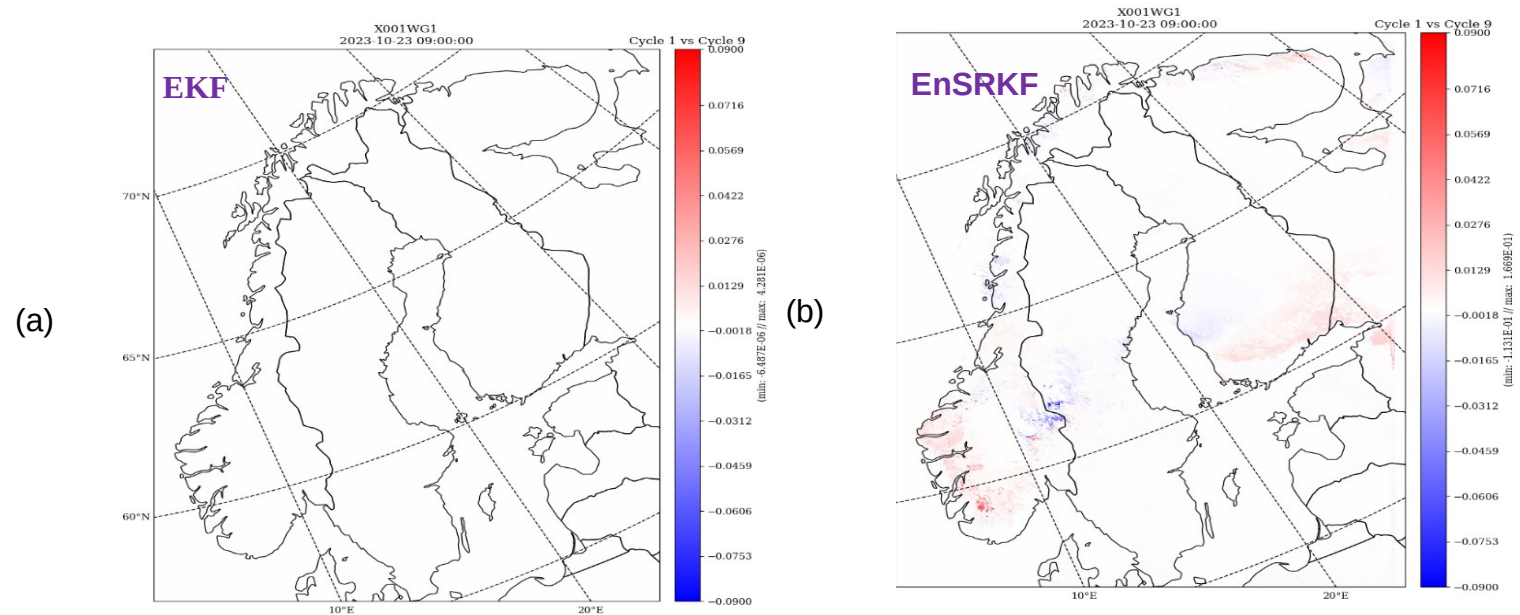 X001WG1
2023-10-23 09:00:00
Cycle 1 vs Cycle 9
EKF
(a)
70°N
65°N
60°N
10°E
20°E
0.0900
0.0716
0.0569
0.0422
0.0276
0.0129
−0.0018
−0.0165
−0.0312
−0.0459
−0.0606
−0.0753
−0.0900
(min: -6.487E-06 // max: 4.281E-06)
X001WG1
2023-10-23 09:00:00
Cycle 1 vs Cycle 9
EnSRKF
(b)
10°E
20°E
0.0900
0.0716
0.0569
0.0422
0.0276
0.0129
−0.0018
−0.0165
−0.0312
−0.0459
−0.0606
−0.0753
−0.0900
(min: -1.131E-01 // max: 1.669E-01)